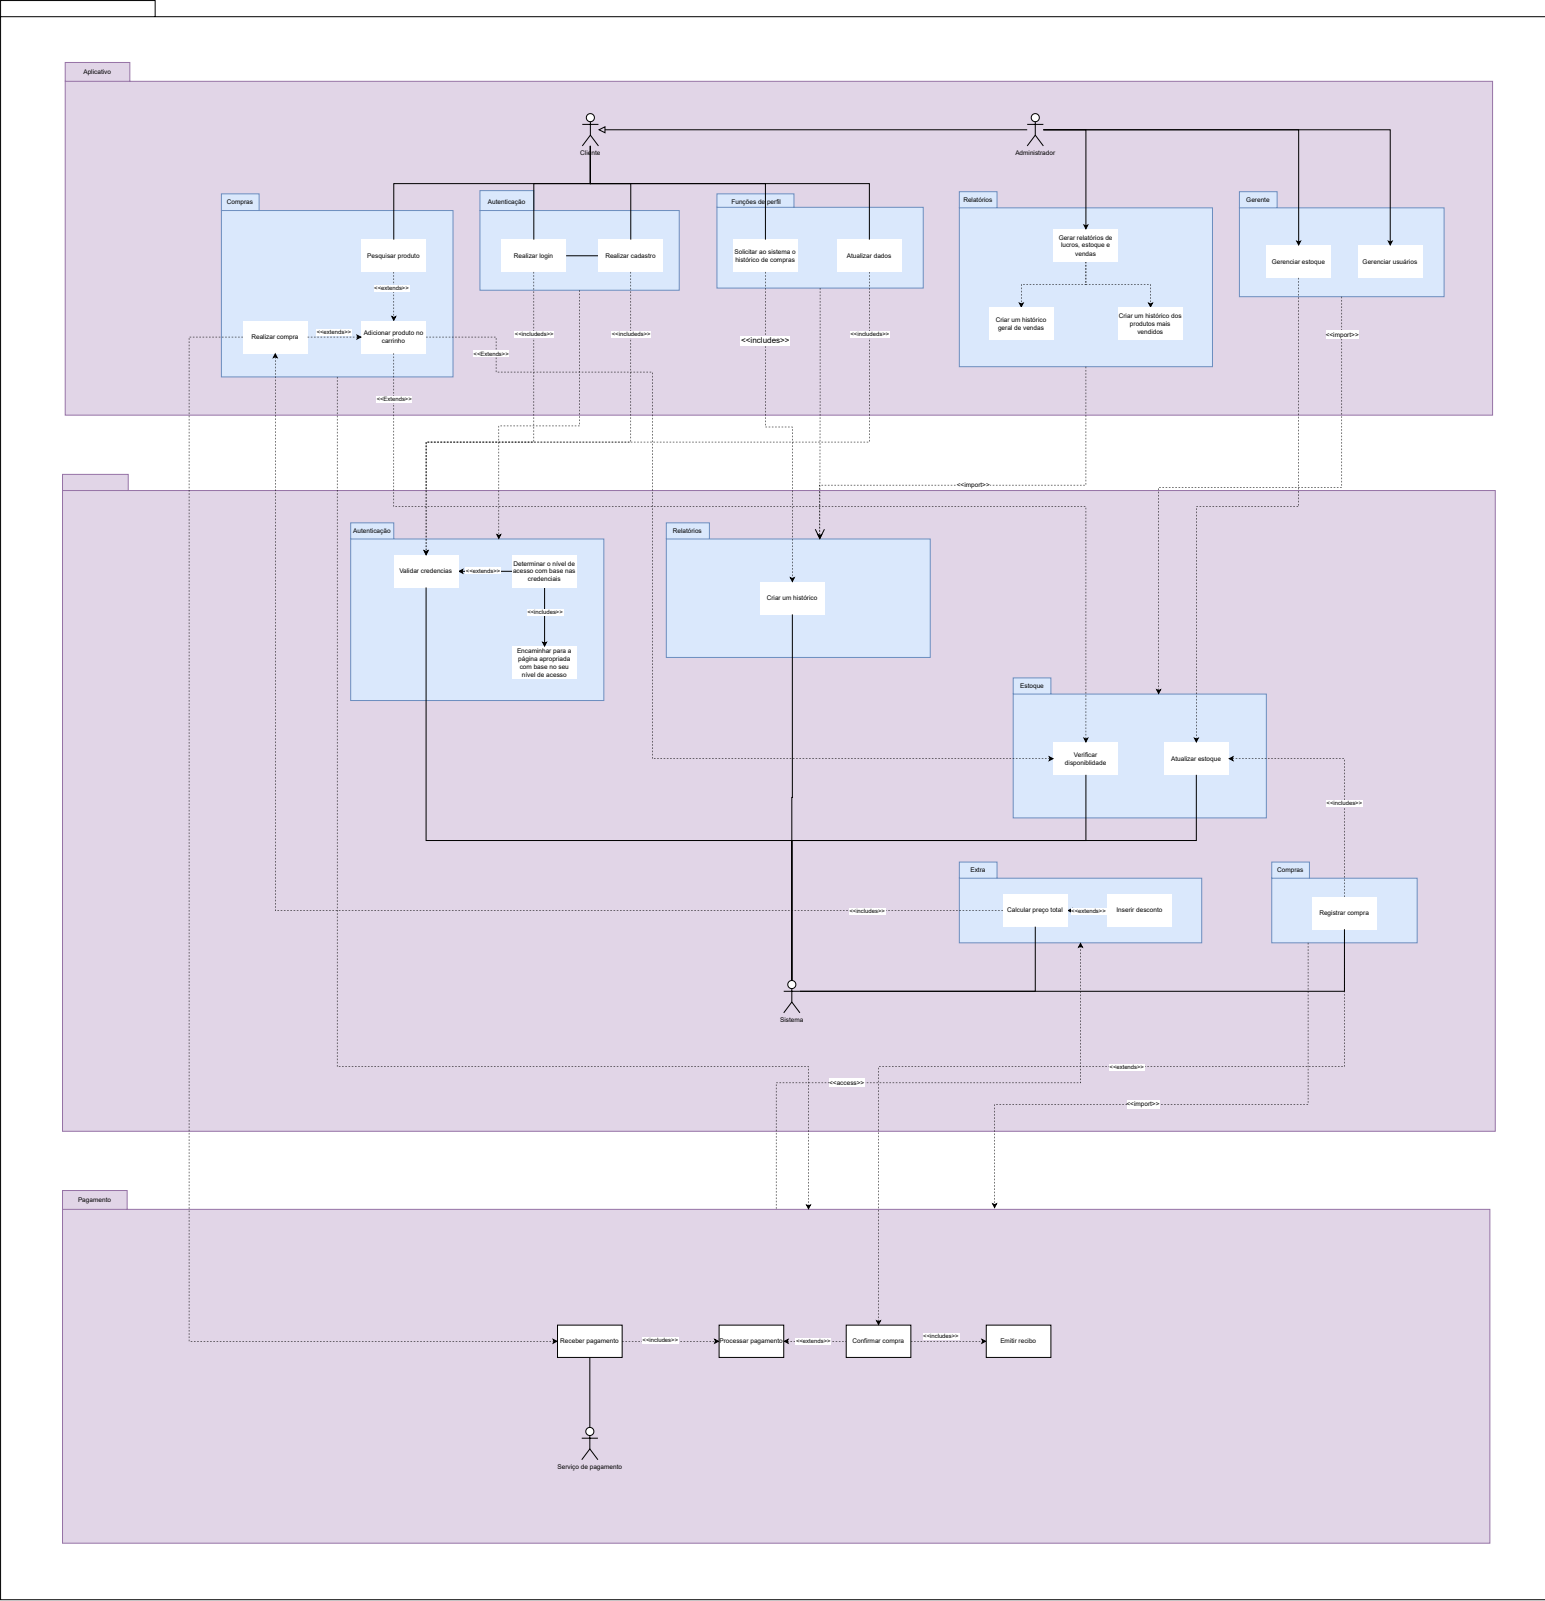 Aplicativo
Cliente
Administrador
Compras
Autenticação
Funções de perfil
Relatórios
Gerente
Pesquisar produto
Realizar login
Realizar cadastro
Solicitar ao sistema o
histórico de compras
Atualizar dados
Gerar relatórios de
lucros, estoque e
vendas
Gerenciar estoque
Gerenciar usuários
<<extends>>
Realizar compra
<<extends>>
Adicionar produto no
carrinho
<<Extends>>
<<includeds>>
<<includeds>>
<<includes>>
<<includeds>>
Criar um histórico
geral de vendas
Criar um histórico dos
produtos mais
vendidos
<<import>>
<<Extends>>
<<import>>
Autenticação
Relatórios
Validar credencias
<<extends>>
Determinar o nível de
acesso com base nas
credenciais
<<includes>>
Encaminhar para a
página apropriada
com base no seu
nível de acesso
Criar um histórico
Estoque
Verificar
disponiblidade
Atualizar estoque
<<includes>>
Extra
Compras
<<includes>>
Calcular preço total
<<extends>>
Inserir desconto
Registrar compra
Sistema
<<extends>>
<<access>>
<<import>>
Pagamento
Receber pagamento
<<includes>>
Processar pagamento
<<extends>>
Confirmar compra
<<includes>>
Emitir recibo
Serviço de pagamento